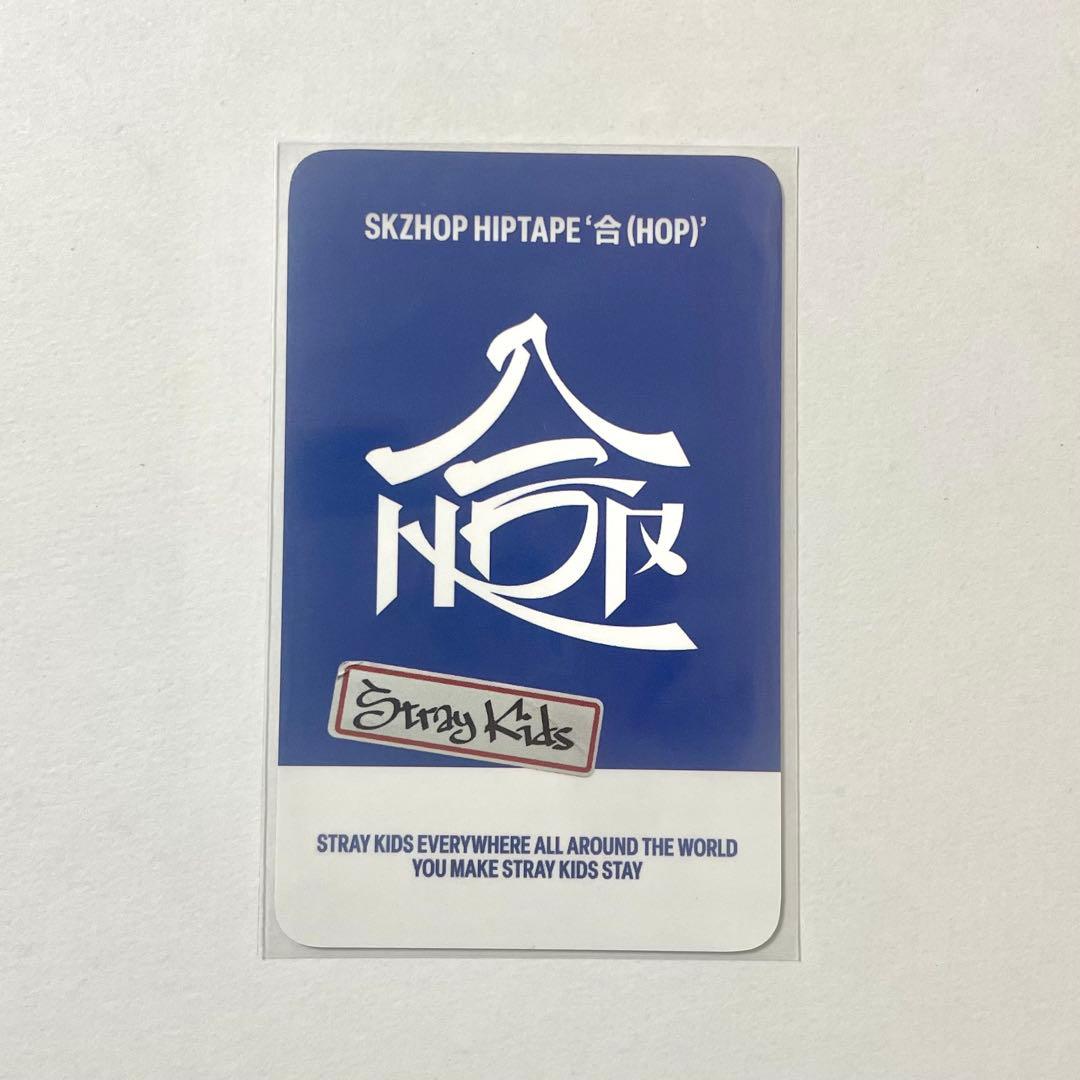 SKZHOP HIPTAPE ‘合 (HOP)’
合
HOP
Stray Kids
STRAY KIDS EVERYWHERE ALL AROUND THE WORLD
YOU MAKE STRAY KIDS STAY